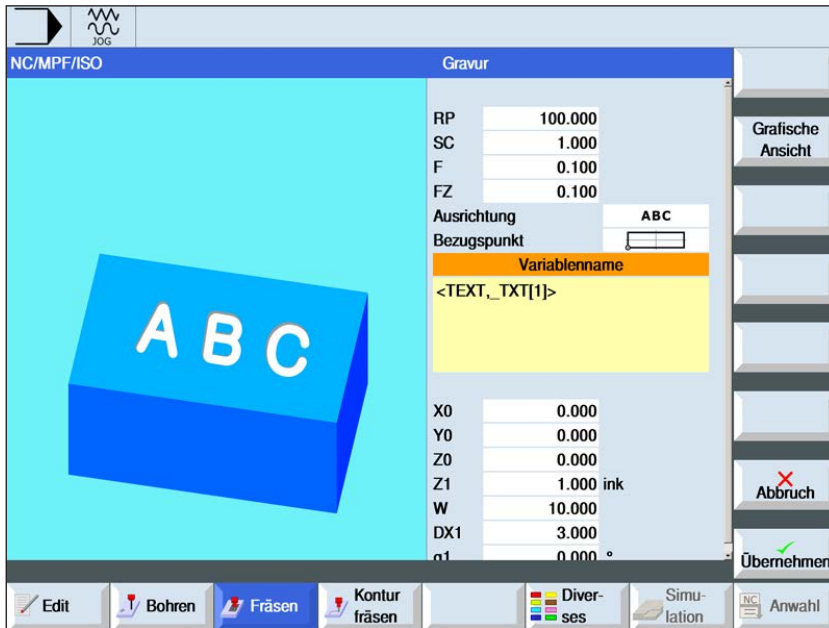 JOG
NC/MPF/ISO
Gravur
RP 100.000
SC 1.000
F 0.100
FZ 0.100
Ausrichtung ABC
Bezugspunkt
Variablenname
<TEXT,_TXT[1]>
X0 0.000
Y0 0.000
Z0 0.000
Z1 1.000 ink
W 10.000
DX1 3.000
α1 0.000 °
ABC
Grafische
Ansicht
Abbruch
Übernehmen
Edit
Bohren
Fräsen
Kontur
fräsen
Diver-
ses
Simu-
lation
NC
Anwahl